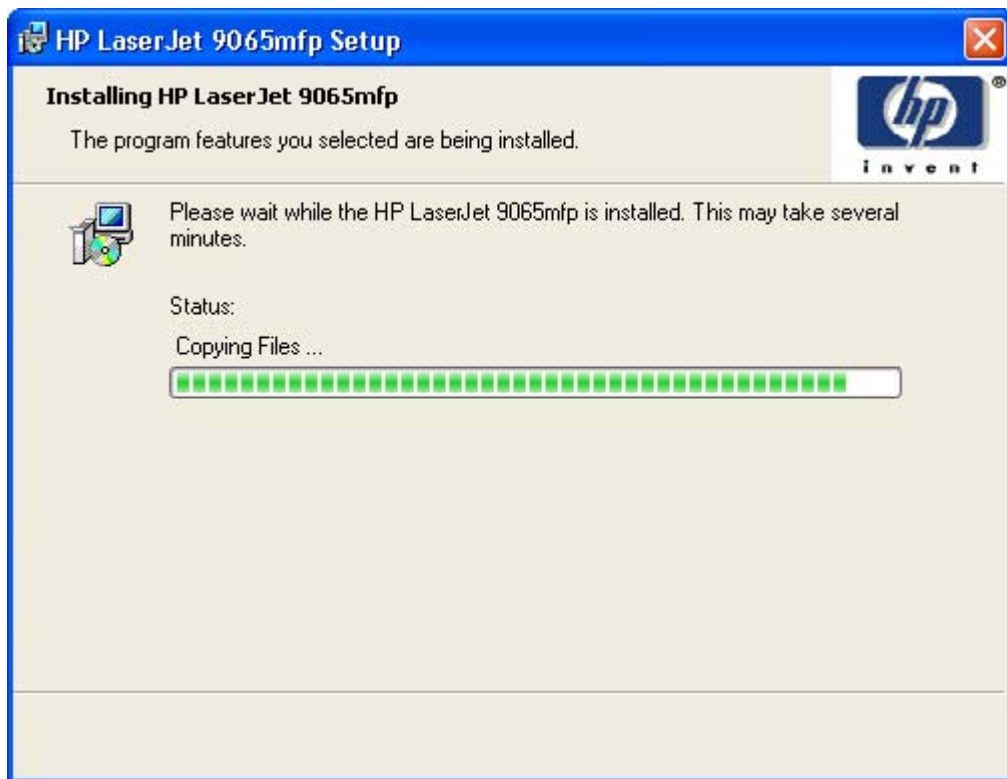 HP LaserJet 9065mfp Setup
Installing HP LaserJet 9065mfp
The program features you selected are being installed.
hp
®
invent
Please wait while the HP LaserJet 9065mfp is installed. This may take several
minutes.
Status:
Copying Files ...